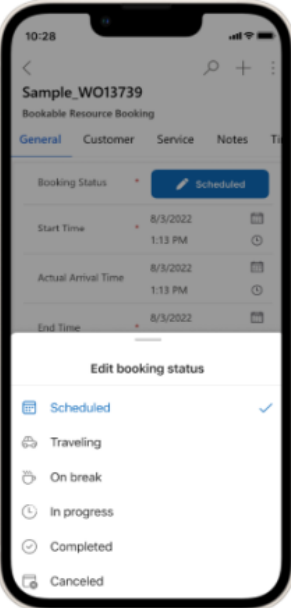 10:28
Sample_WO13739
Bookable Resource Booking
General Customer Service Notes
Booking Status * Scheduled
8/3/2022
Start Time *
1:13 PM
8/3/2022
Actual Arrival Time
1:13 PM
8/3/2022
End Time *
Edit booking status
Scheduled
Traveling
On break
In progress
Completed
Canceled